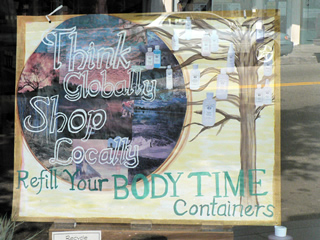 Think
Globally
Shop
Locally
Refill Your BODY TIME
Containers